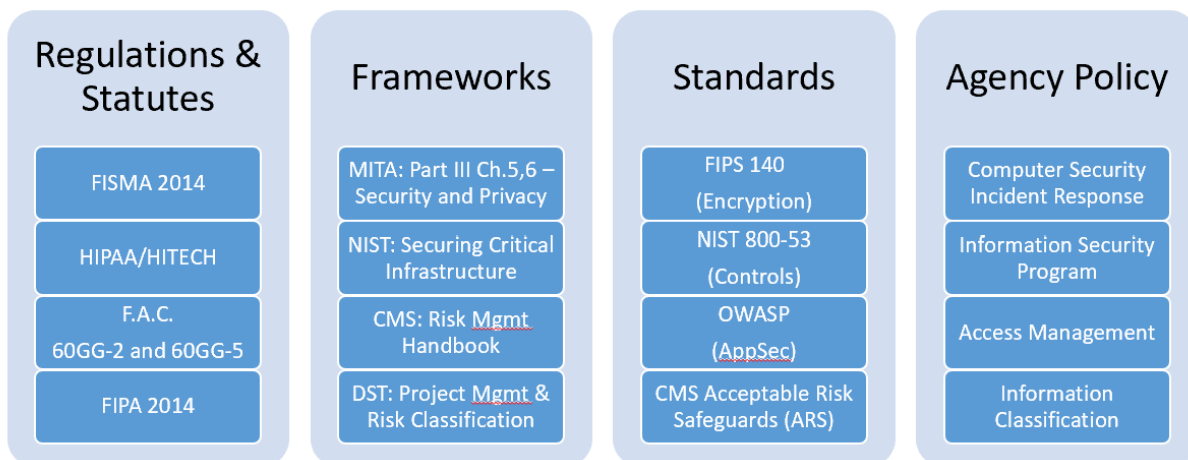 Regulations &
Statutes
FISMA 2014
HIPAA/HITECH
F.A.C.
60GG-2 and 60GG-5
FIPA 2014
Frameworks
MITA: Part III Ch.5,6 –
Security and Privacy
NIST: Securing Critical
Infrastructure
CMS: Risk Mgmt
Handbook
DST: Project Mgmt &
Risk Classification
Standards
FIPS 140
(Encryption)
NIST 800-53
(Controls)
OWASP
(AppSec)
CMS Acceptable Risk
Safeguards (ARS)
Agency Policy
Computer Security
Incident Response
Information Security
Program
Access Management
Information
Classification